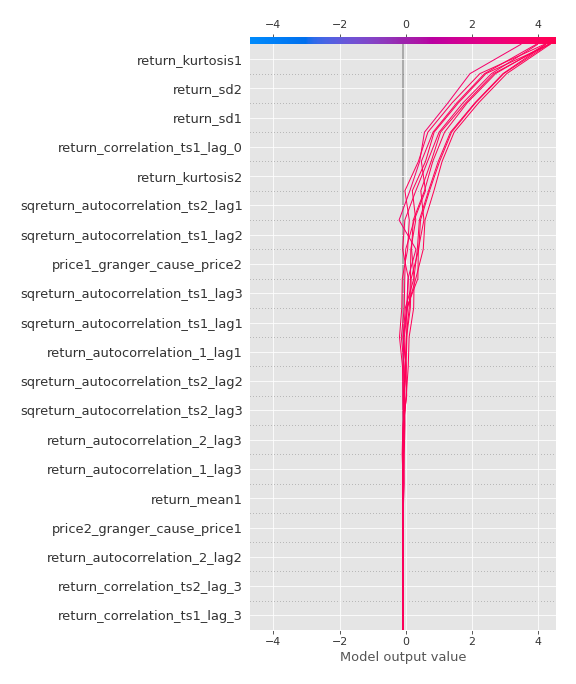 −4 −2 0 2 4
return_kurtosis1
return_sd2
return_sd1
return_correlation_ts1_lag_0
return_kurtosis2
sqreturn_autocorrelation_ts2_lag1
sqreturn_autocorrelation_ts1_lag2
price1_granger_cause_price2
sqreturn_autocorrelation_ts1_lag3
sqreturn_autocorrelation_ts1_lag1
return_autocorrelation_1_lag1
sqreturn_autocorrelation_ts2_lag2
sqreturn_autocorrelation_ts2_lag3
return_autocorrelation_2_lag3
return_autocorrelation_1_lag3
return_mean1
price2_granger_cause_price1
return_autocorrelation_2_lag2
return_correlation_ts2_lag_3
return_correlation_ts1_lag_3
−4 −2 0 2 4
Model output value